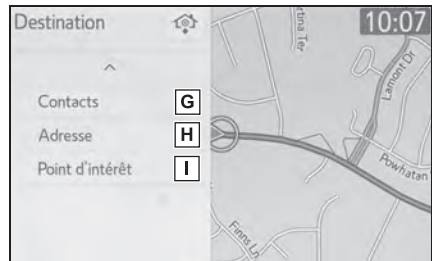 Destination
10:07
Contacts
G
Adresse
H
Point d'intérêt
I
Lamont Dr
Powhatan
Finns Ln